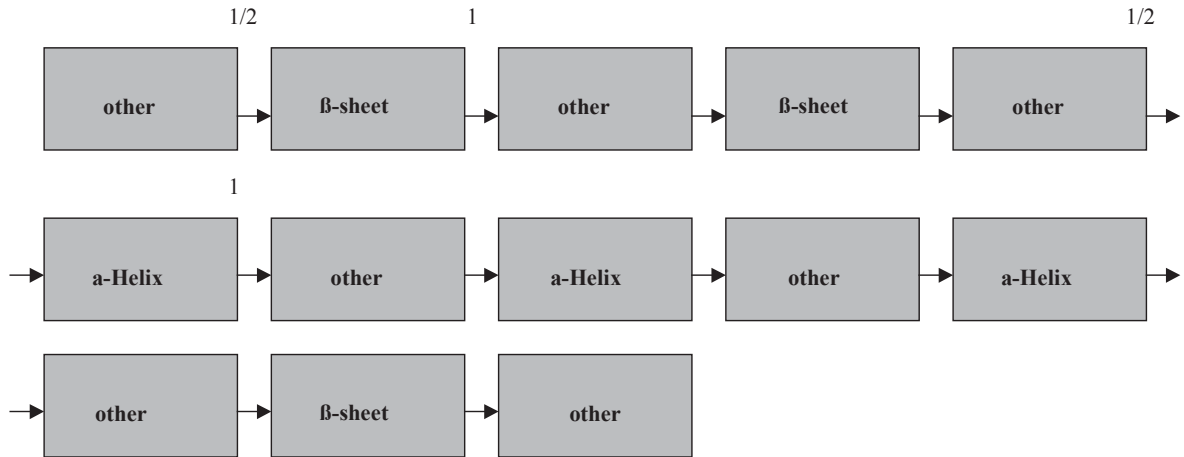 1/2 1 1/2
other ß-sheet other ß-sheet other
1
a-Helix other a-Helix other a-Helix
other ß-sheet other